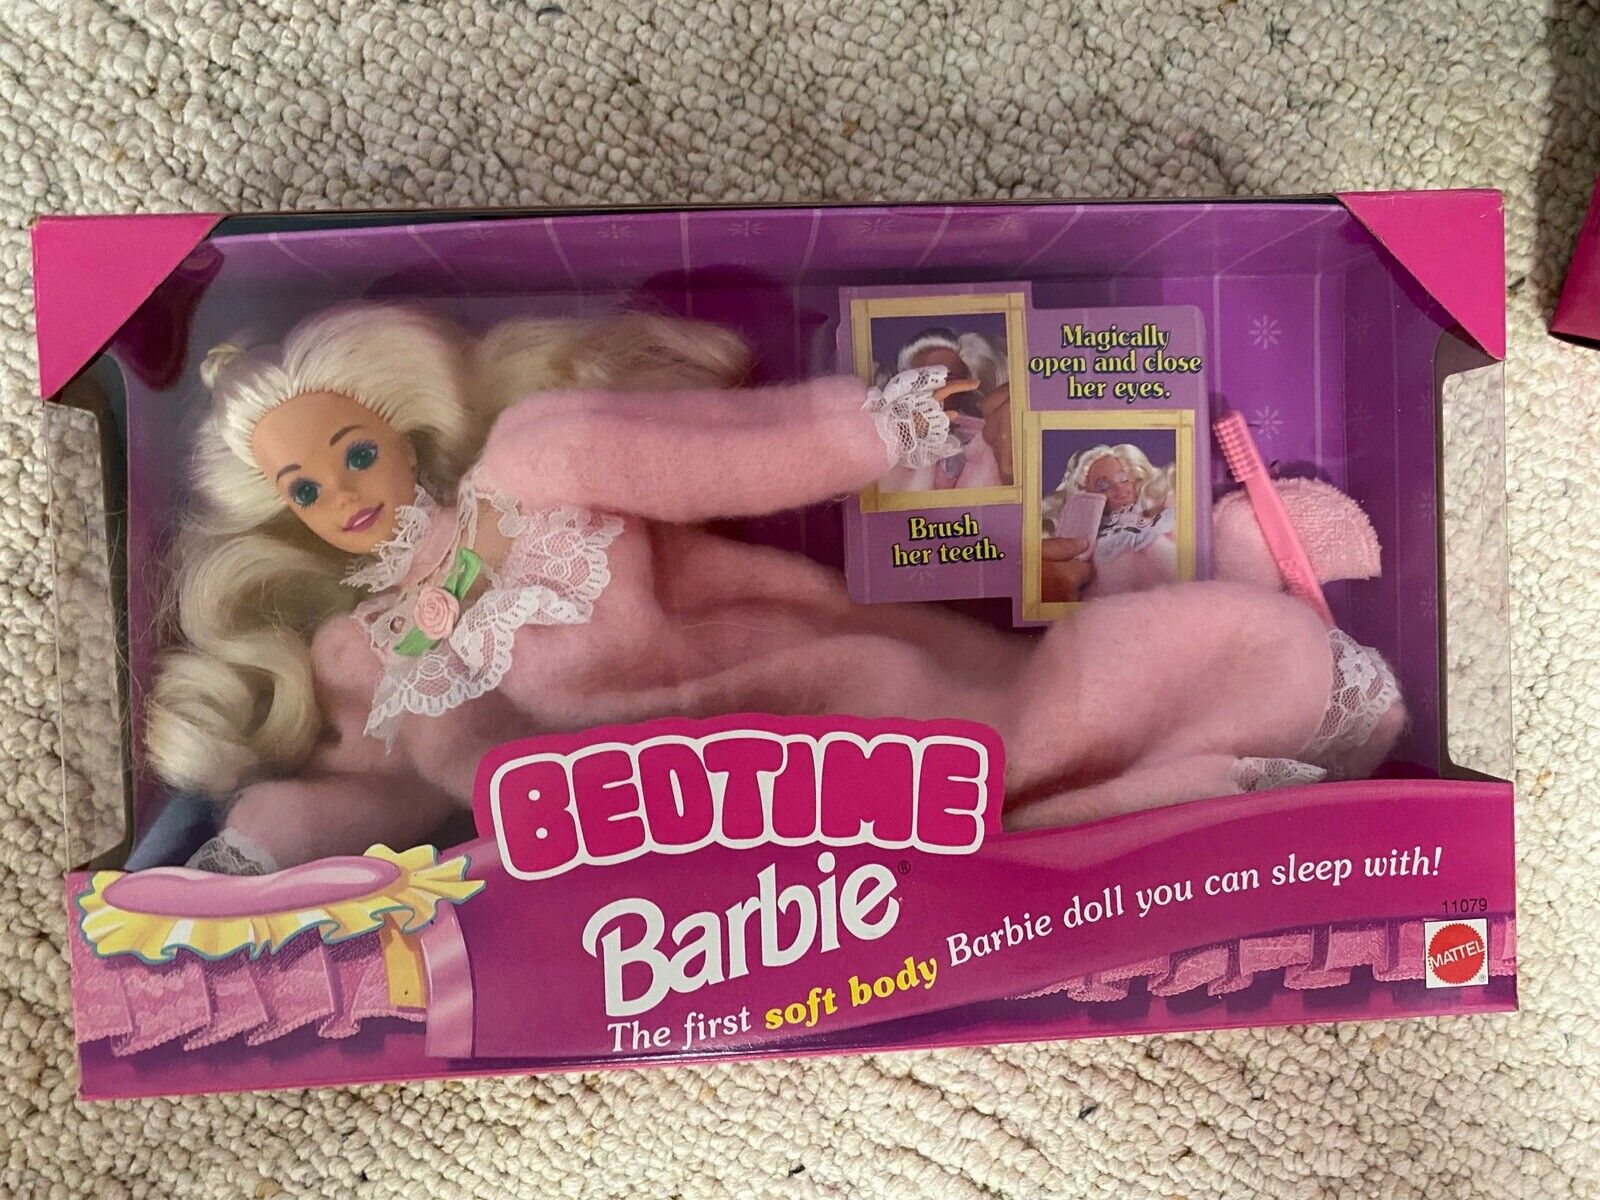 Magically
open and close
her eyes.
Brush
her teeth.
BEDTIME
Barbie®
The first soft body Barbie doll you can sleep with!
11079
MATTEL
®